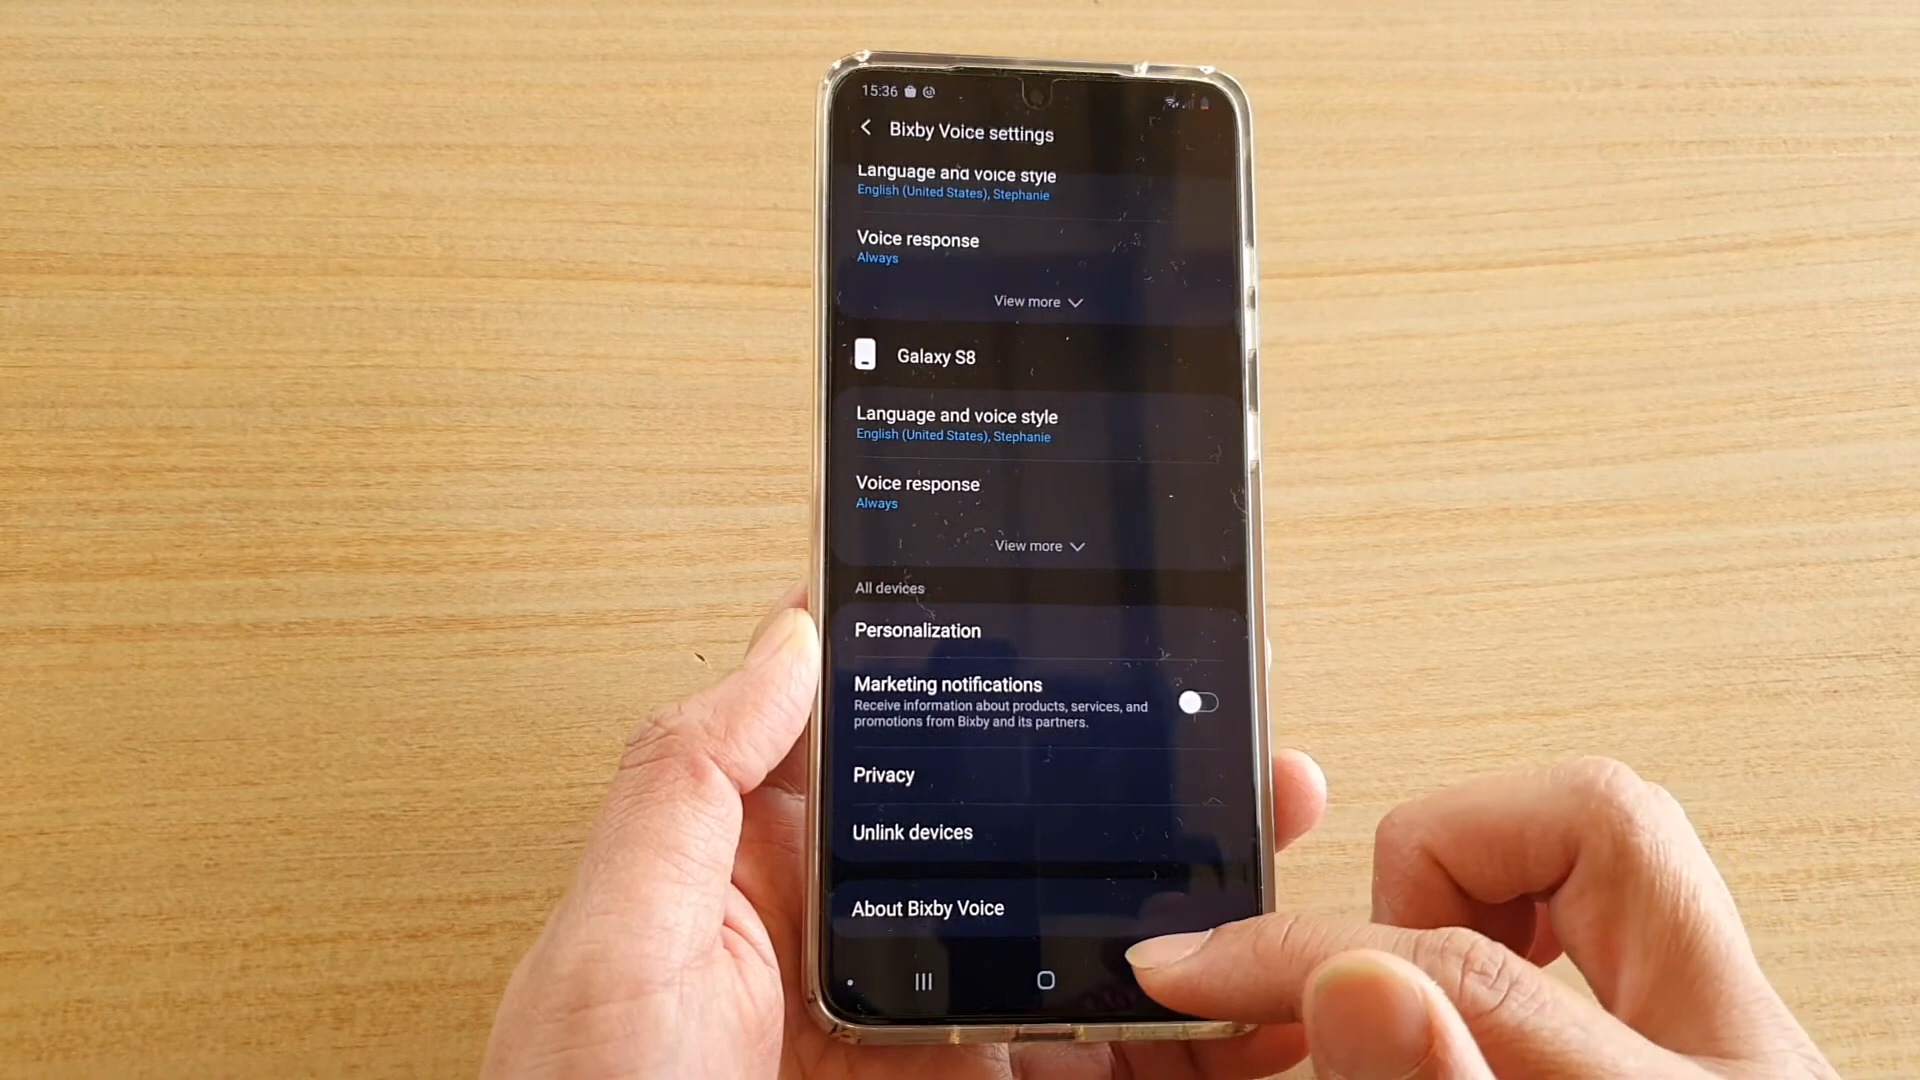 15:36
Bixby Voice settings
Language and voice style
English (United States), Stephanie
Voice response
Always
View more
Galaxy S8
Language and voice style
English (United States), Stephanie
Voice response
Always
View more
All devices
Personalization
Marketing notifications
Receive information about products, services, and
promotions from Bixby and its partners.
Privacy
Unlink devices
About Bixby Voice